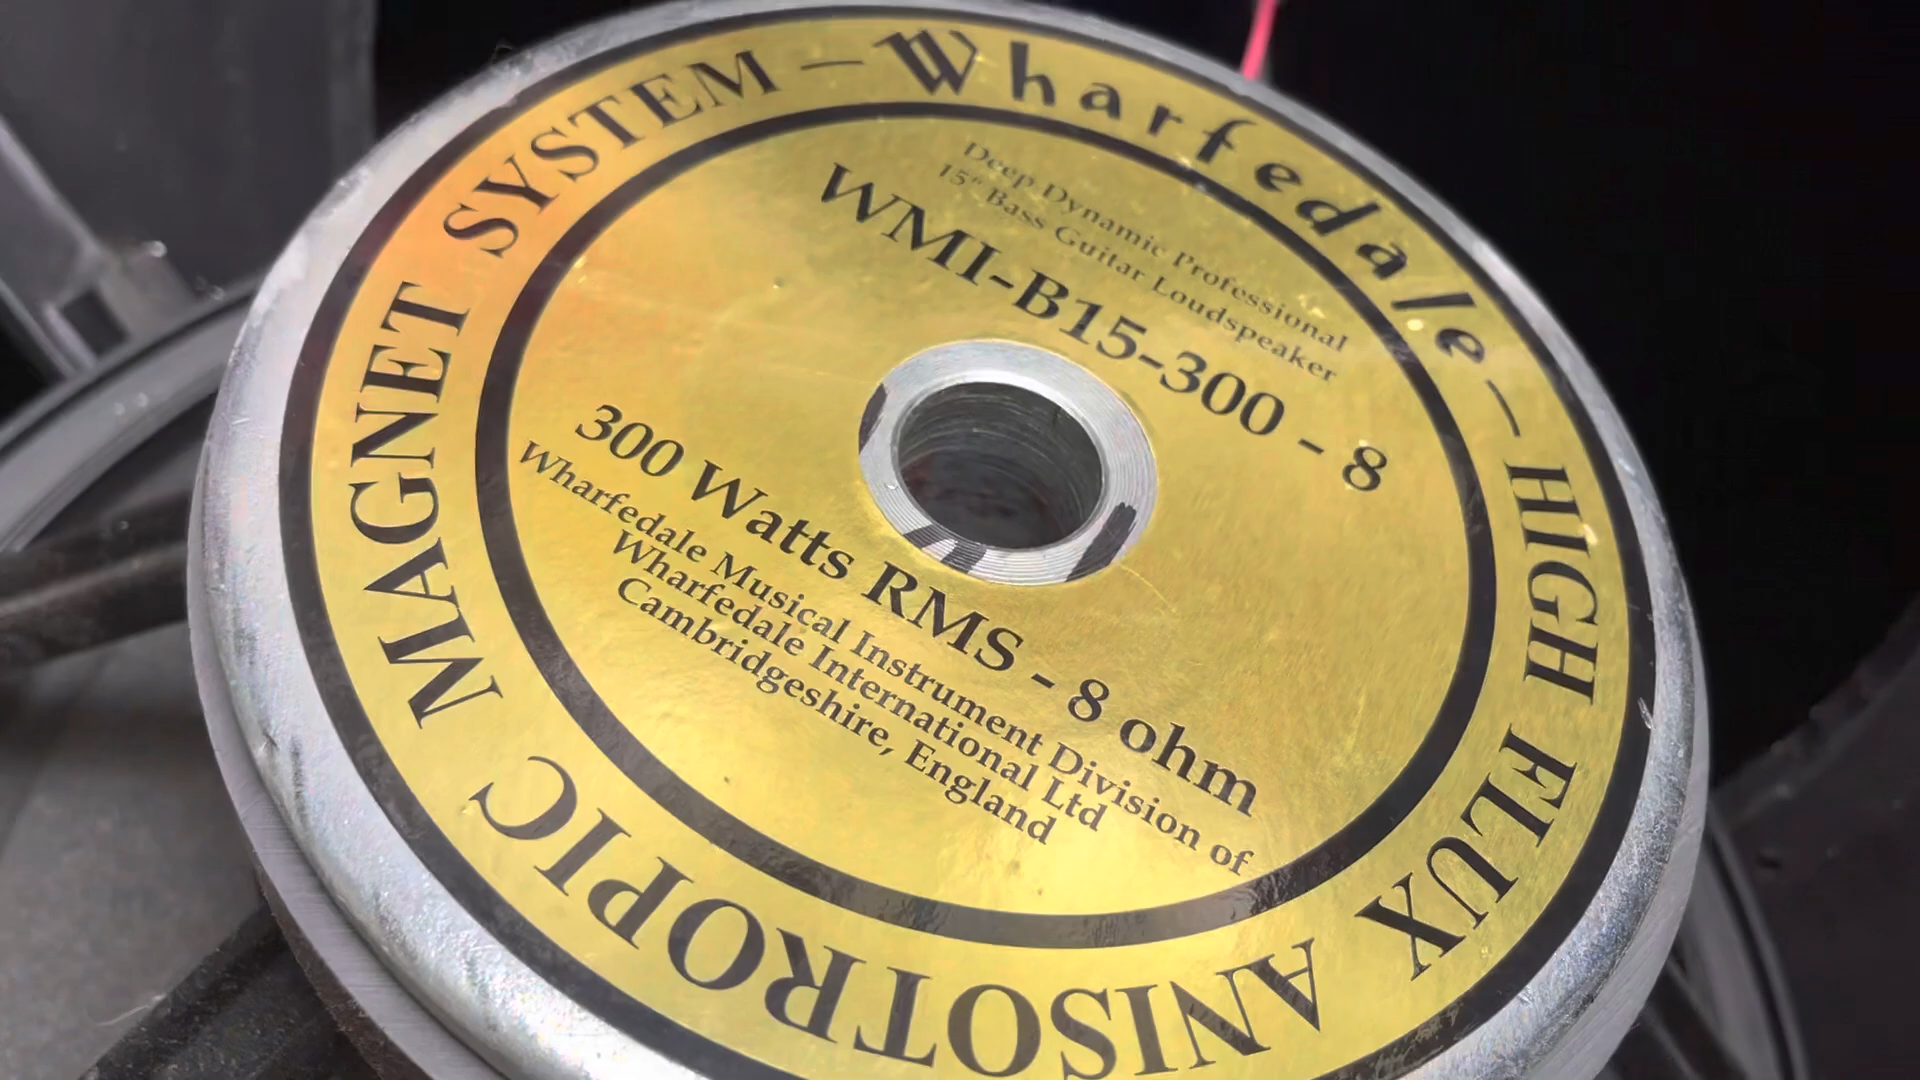 Wharfedale — HIGH FLUX ANISOTROPIC MAGNET SYSTEM —
Deep Dynamic Professional
15" Bass Guitar Loudspeaker
WMI-B15-300 - 8
300 Watts RMS - 8 ohm
Wharfedale Musical Instrument Division of
Wharfedale International Ltd
Cambridgeshire, England